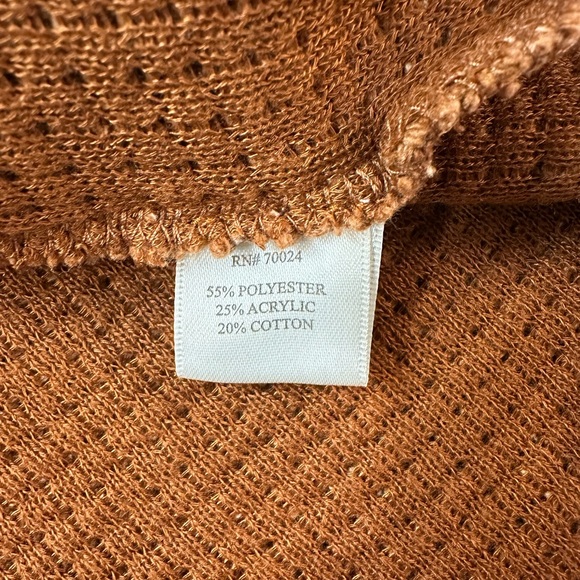 RN# 70024
55% POLYESTER
25% ACRYLIC
20% COTTON